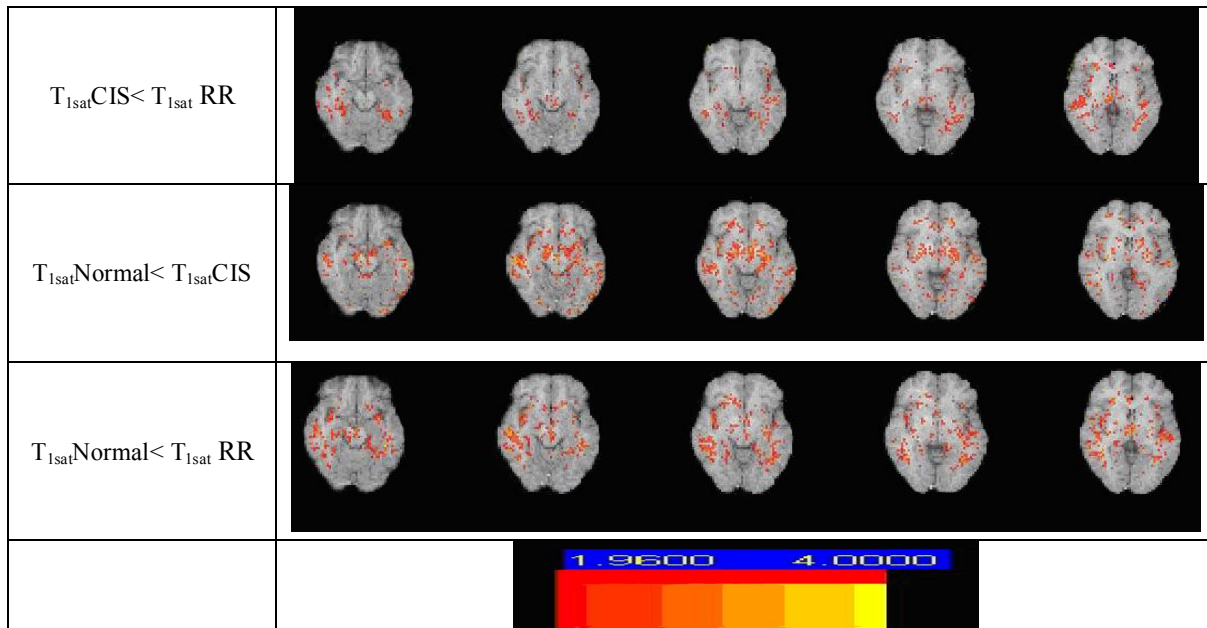 T1satCIS< T1sat RR
T1satNormal< T1satCIS
T1satNormal< T1sat RR
1.9600 4.0000